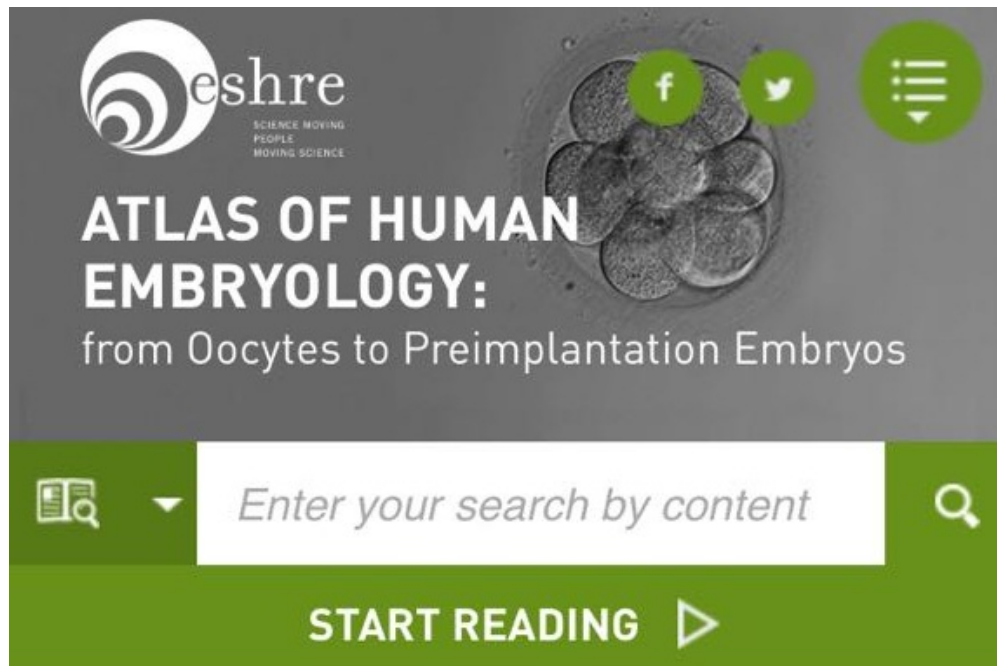 eshre
SCIENCE MOVING
PEOPLE
MOVING SCIENCE
ATLAS OF HUMAN
EMBRYOLOGY:
from Oocytes to Preimplantation Embryos
Enter your search by content
START READING